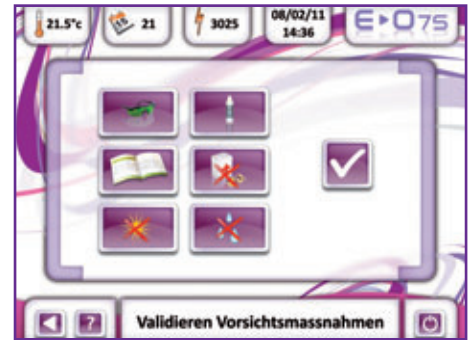 21.5°c
21
3025
08/02/11
14:36
E▸O75
?
Validieren Vorsichtsmassnahmen